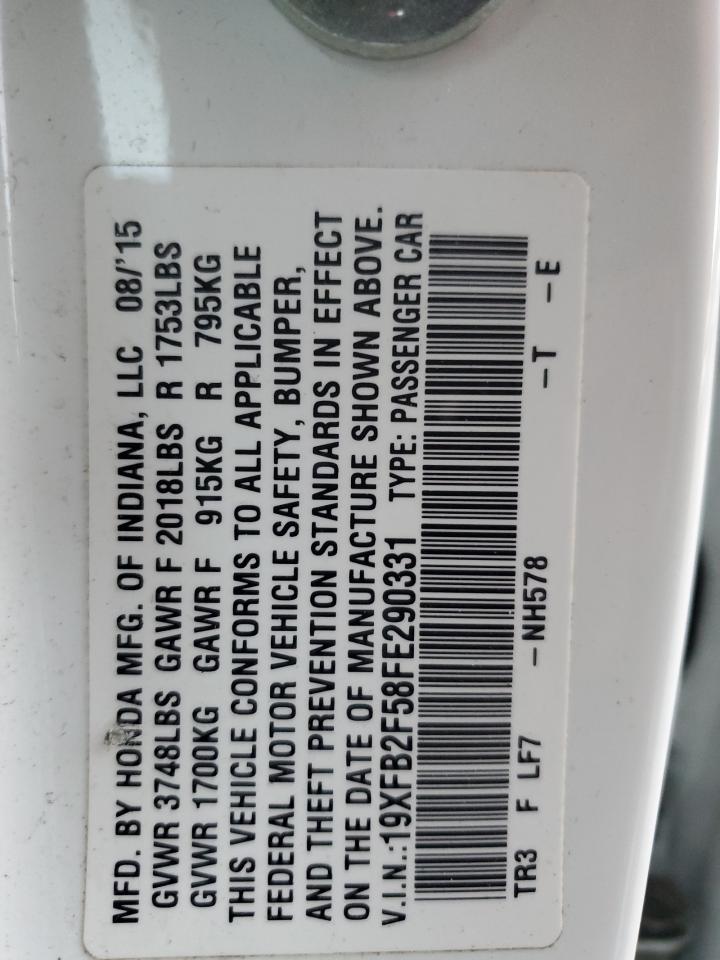 MFD. BY HONDA MFG. OF INDIANA, LLC 08/'15
GVWR 3748LBS GAWR F 2018LBS R 1753LBS
GVWR 1700KG GAWR F 915KG R 795KG
THIS VEHICLE CONFORMS TO ALL APPLICABLE
FEDERAL MOTOR VEHICLE SAFETY, BUMPER,
AND THEFT PREVENTION STANDARDS IN EFFECT
ON THE DATE OF MANUFACTURE SHOWN ABOVE.
V.I.N.:19XFB2F58FE290331 TYPE: PASSENGER CAR
TR3 F LF7 -NH578 -T -E